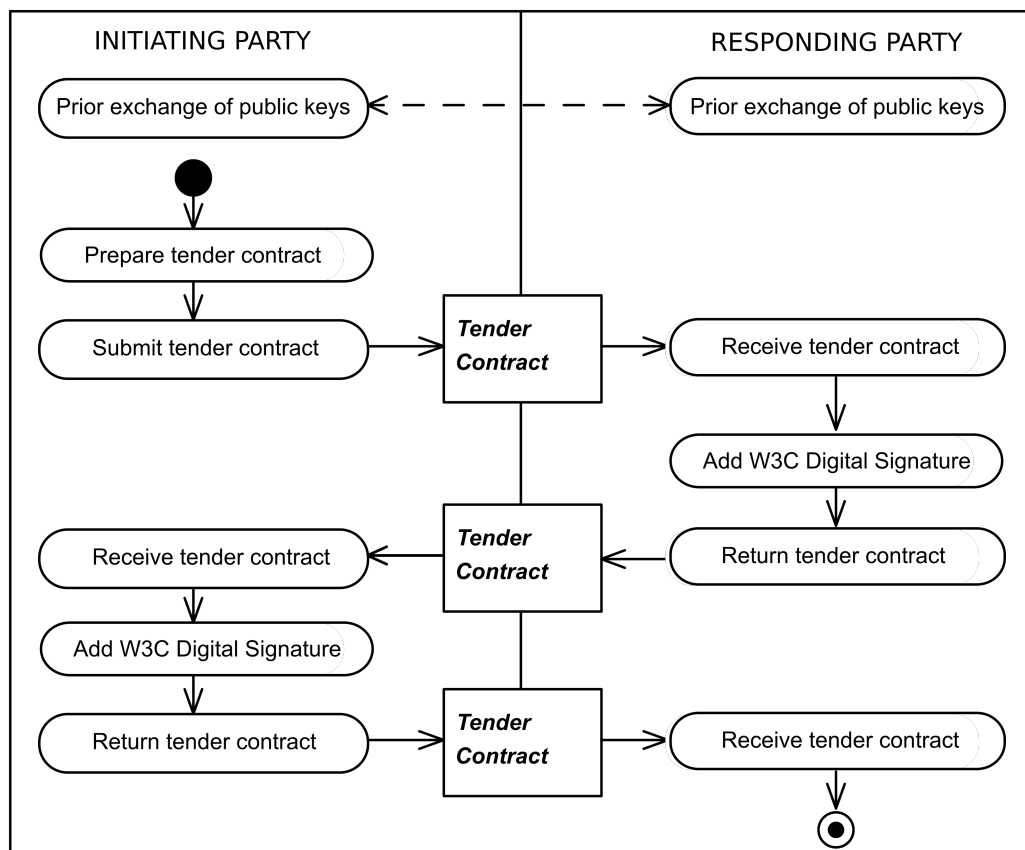 INITIATING PARTY
RESPONDING PARTY
Prior exchange of public keys
Prior exchange of public keys
Prepare tender contract
Submit tender contract
Tender
Contract
Receive tender contract
Add W3C Digital Signature
Return tender contract
Tender
Contract
Receive tender contract
Add W3C Digital Signature
Return tender contract
Tender
Contract
Receive tender contract